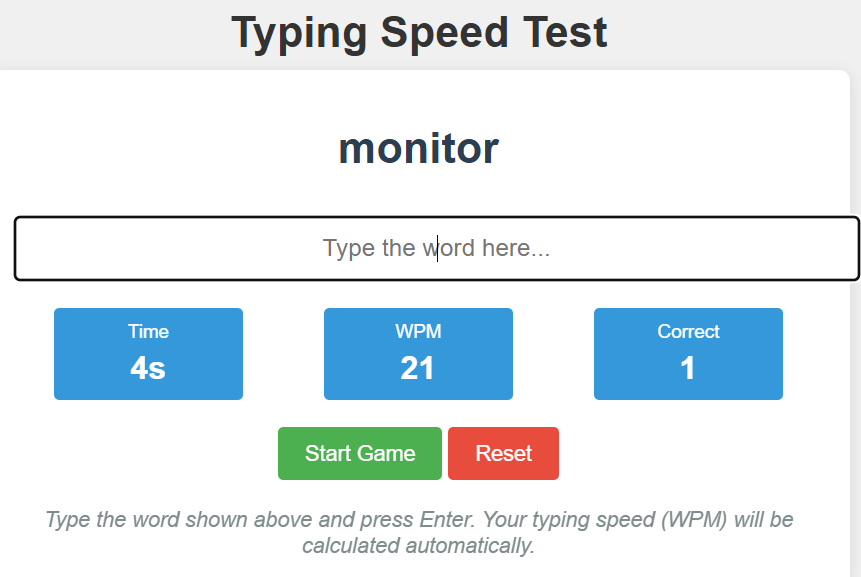 Typing Speed Test
monitor
Type the word here...
Time
4s
WPM
21
Correct
1
Start Game
Reset
Type the word shown above and press Enter. Your typing speed (WPM) will be
calculated automatically.